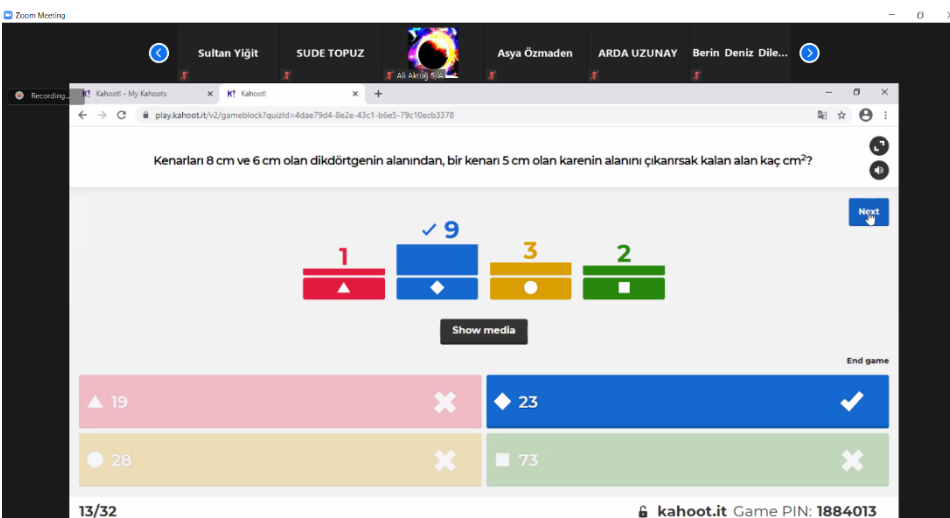 Zoom Meeting
Sultan Yiğit
SUDE TOPUZ
Asya Özmaden
ARDA UZUNAY
Berin Deniz Dile...
Ali Akmeş 5/A
Recording...
K! Kahoot! - My Kahoots
K! Kahoot!
play.kahoot.it/v2/gameblock?quizId=4dae79d4-8e2e-43c1-b6e5-79c10ecb3378
Kenarları 8 cm ve 6 cm olan dikdörtgenin alanından, bir kenarı 5 cm olan karenin alanını çıkarırsak kalan alan kaç cm²?
Next
1
9
3
2
Show media
End game
19
23
28
73
13/32
kahoot.it Game PIN: 1884013